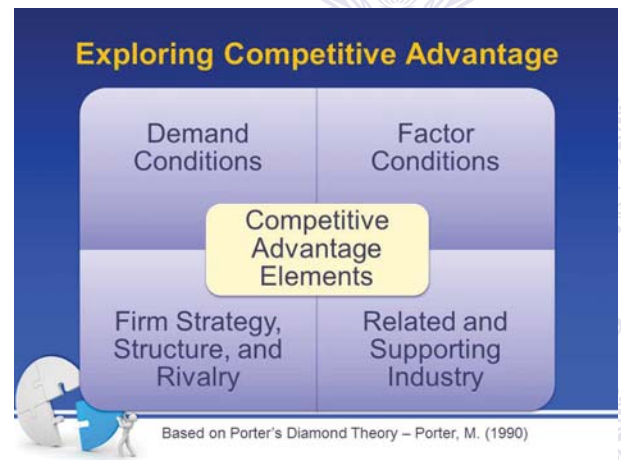 Exploring Competitive Advantage
Demand
Conditions
Factor
Conditions
Competitive
Advantage
Elements
Firm Strategy,
Structure, and
Rivalry
Related and
Supporting
Industry
Based on Porter's Diamond Theory – Porter, M. (1990)